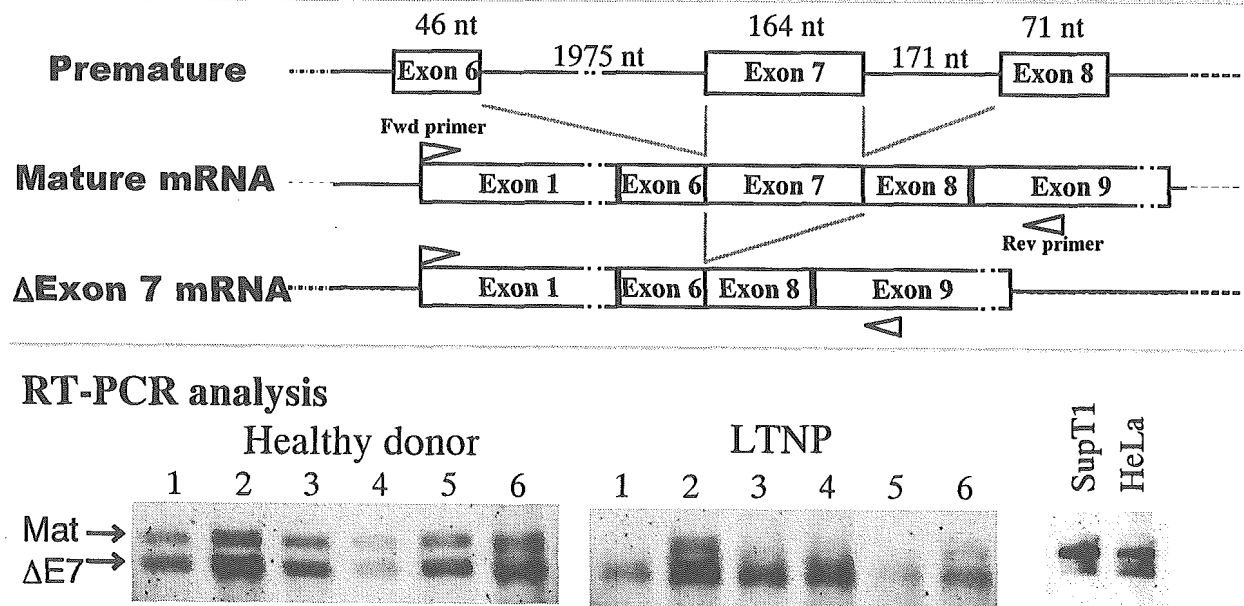 46 nt 164 nt 71 nt
Premature Exon 6 1975 nt Exon 7 171 nt Exon 8
Fwd primer
Mature mRNA Exon 1 Exon 6 Exon 7 Exon 8 Exon 9
Rev primer
ΔExon 7 mRNA Exon 1 Exon 6 Exon 8 Exon 9
RT-PCR analysis
Healthy donor LTNP SupT1 HeLa
1 2 3 4 5 6 1 2 3 4 5 6
Mat
ΔE7